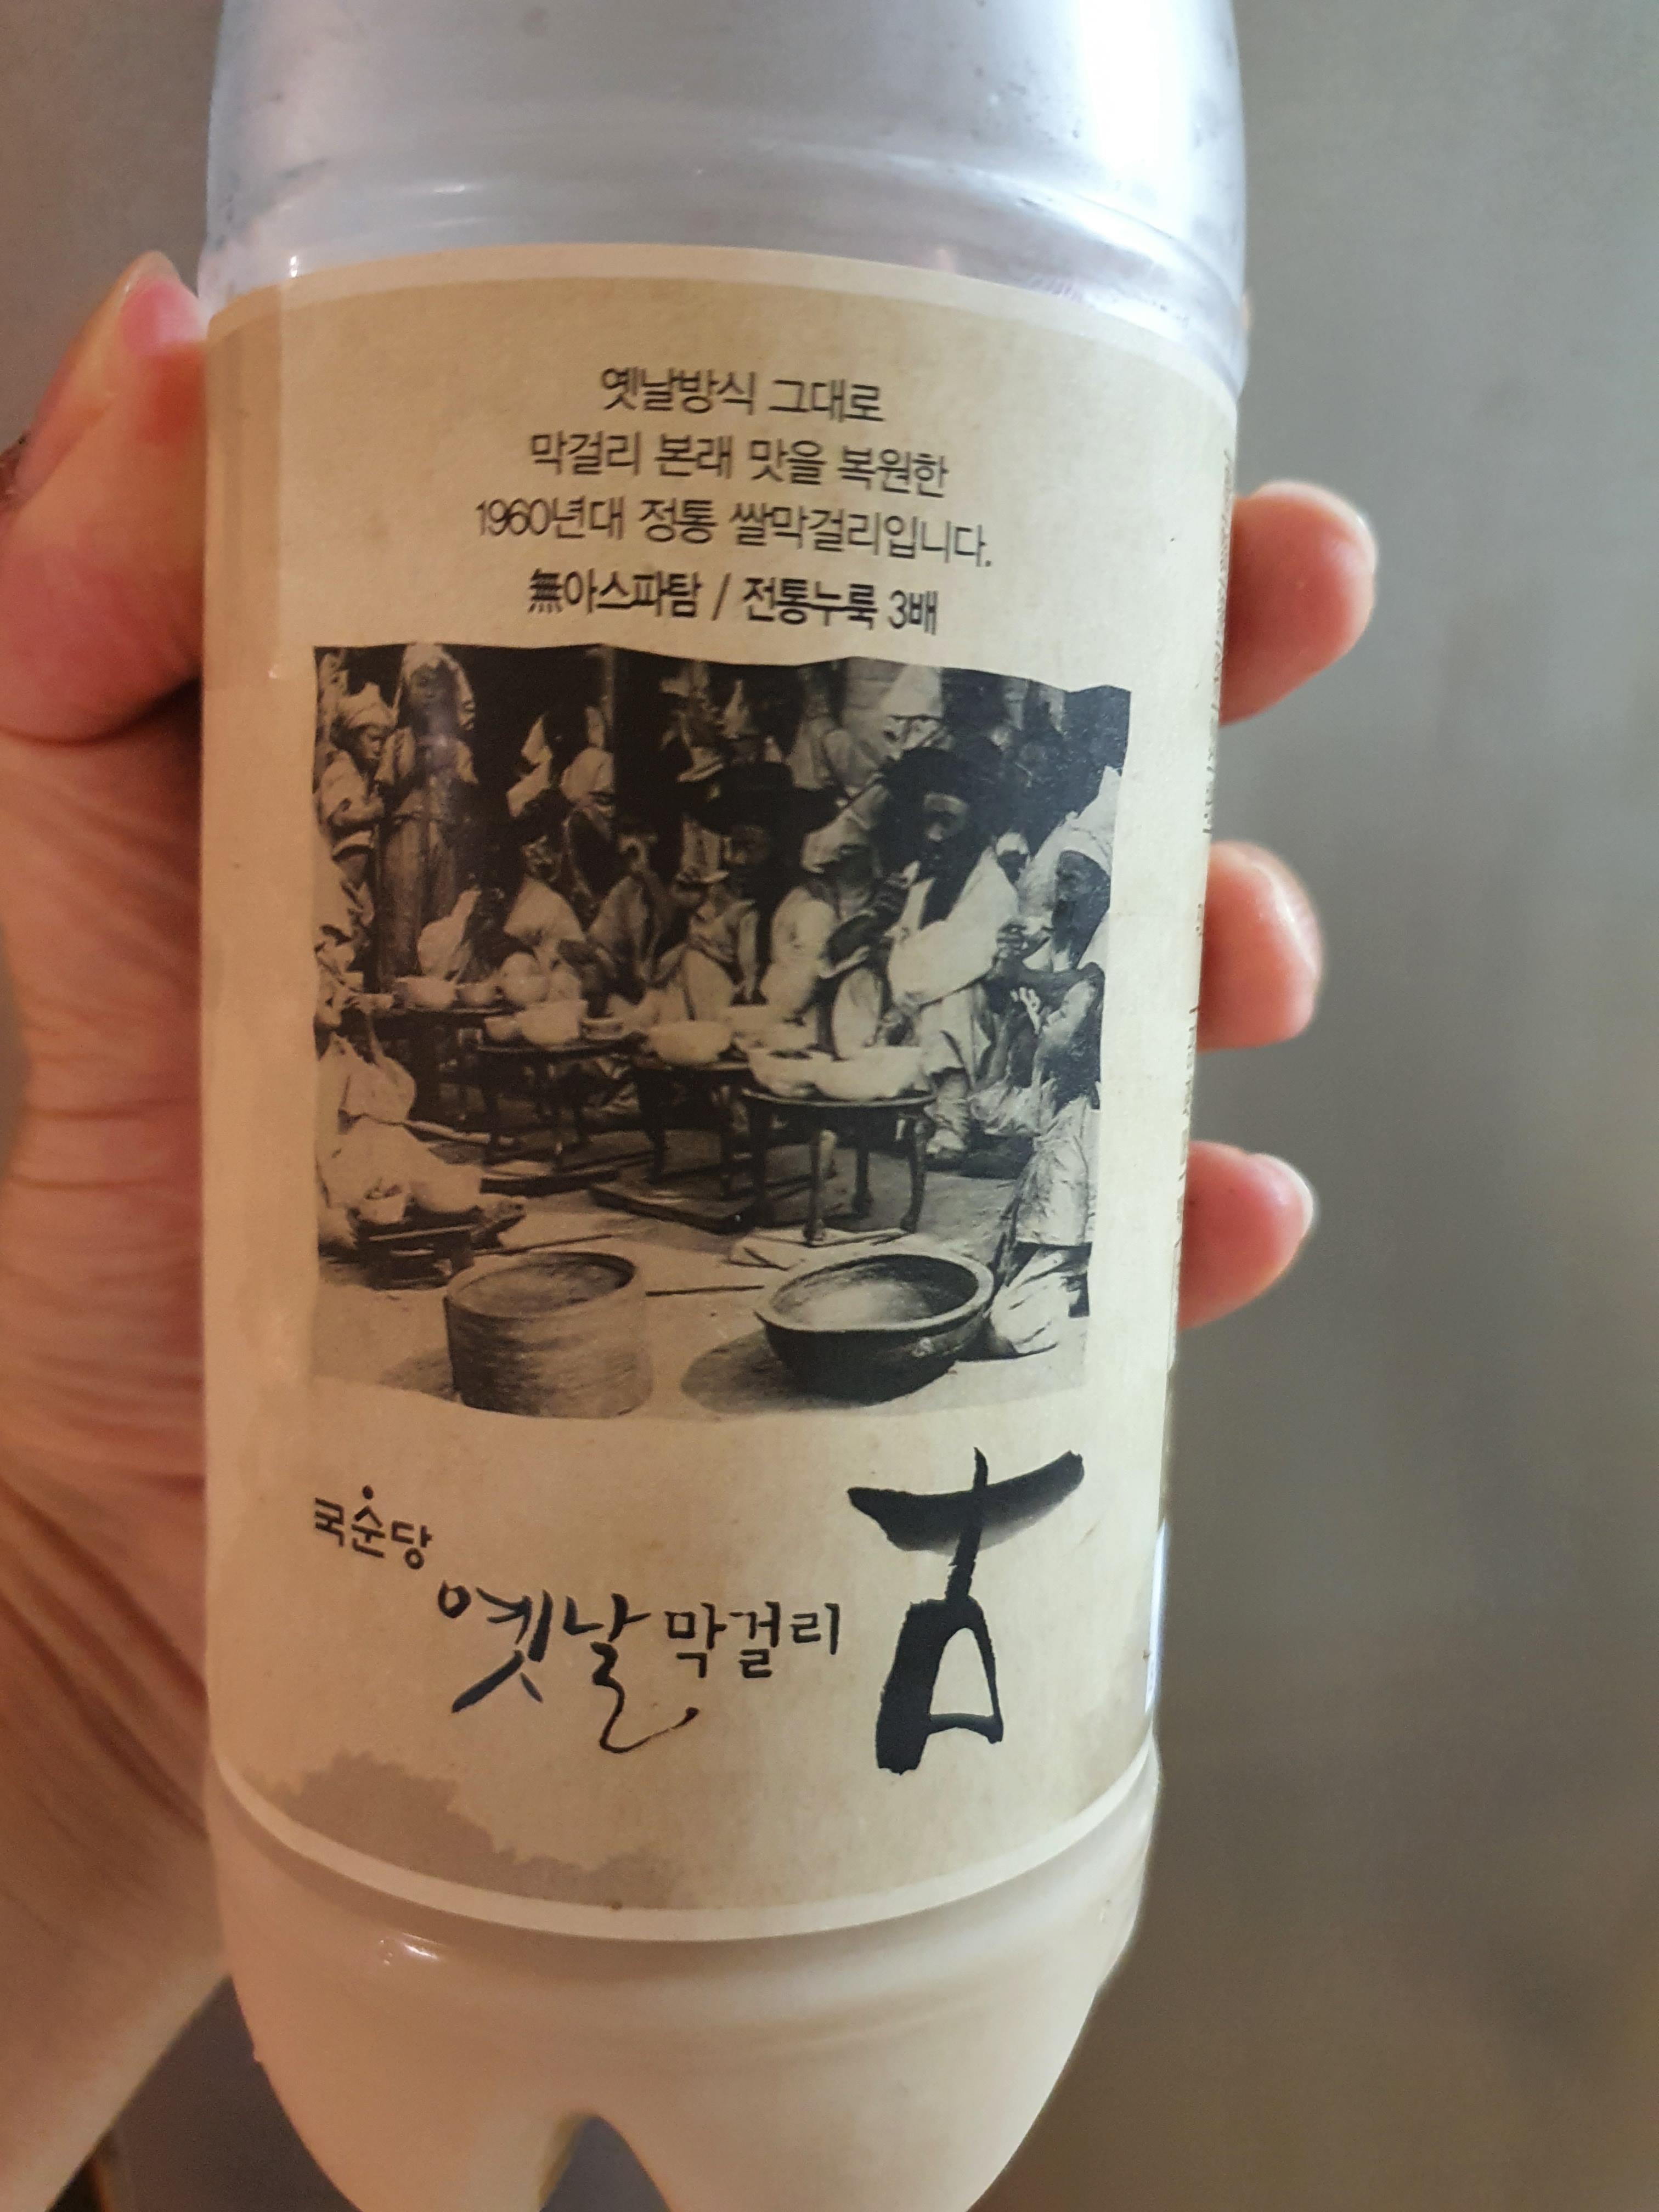 옛날방식 그대로
막걸리 본래 맛을 복원한
1960년대 정통 쌀막걸리입니다.
無아스파탐 / 전통누룩 3배
국순당
옛날 막걸리
古